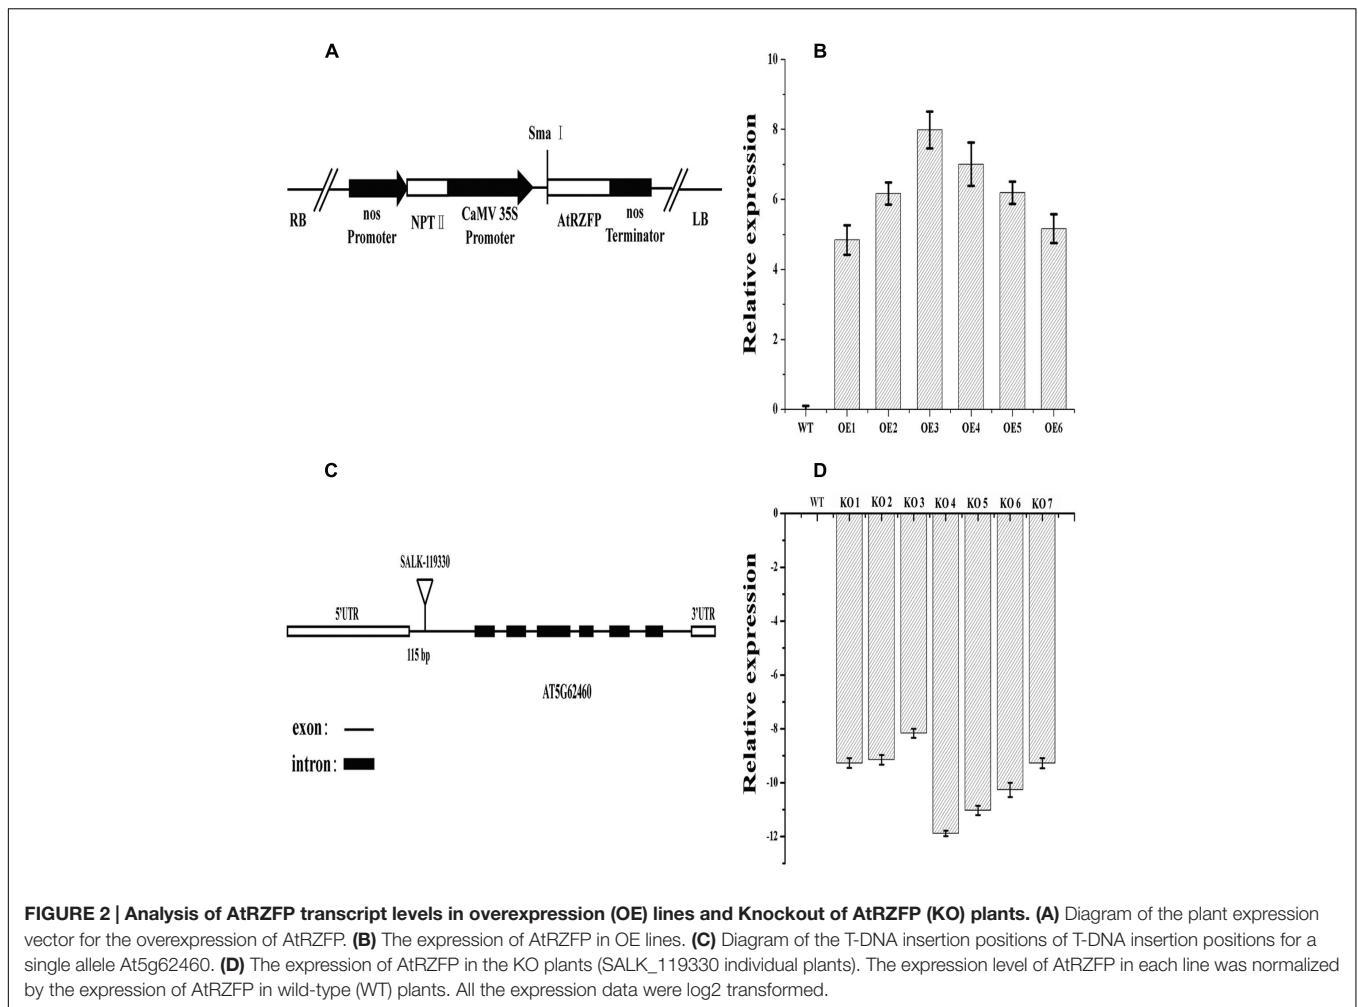 A
Sma I
RB
nos
Promoter
NPT II
CaMV 35S
Promoter
AtRZFP
nos
Terminator
LB
B
Relative expression
10
8
6
4
2
0
WT OE1 OE2 OE3 OE4 OE5 OE6
C
SALK-119330
5'UTR
3'UTR
115 bp
AT5G62460
exon:
intron:
D
WT KO 1 KO 2 KO 3 KO 4 KO 5 KO 6 KO 7
Relative expression
0
-2
-4
-6
-8
-10
-12
FIGURE 2 | Analysis of AtRZFP transcript levels in overexpression (OE) lines and Knockout of AtRZFP (KO) plants. (A) Diagram of the plant expression
vector for the overexpression of AtRZFP. (B) The expression of AtRZFP in OE lines. (C) Diagram of the T-DNA insertion positions of T-DNA insertion positions for a
single allele At5g62460. (D) The expression of AtRZFP in the KO plants (SALK_119330 individual plants). The expression level of AtRZFP in each line was normalized
by the expression of AtRZFP in wild-type (WT) plants. All the expression data were log2 transformed.